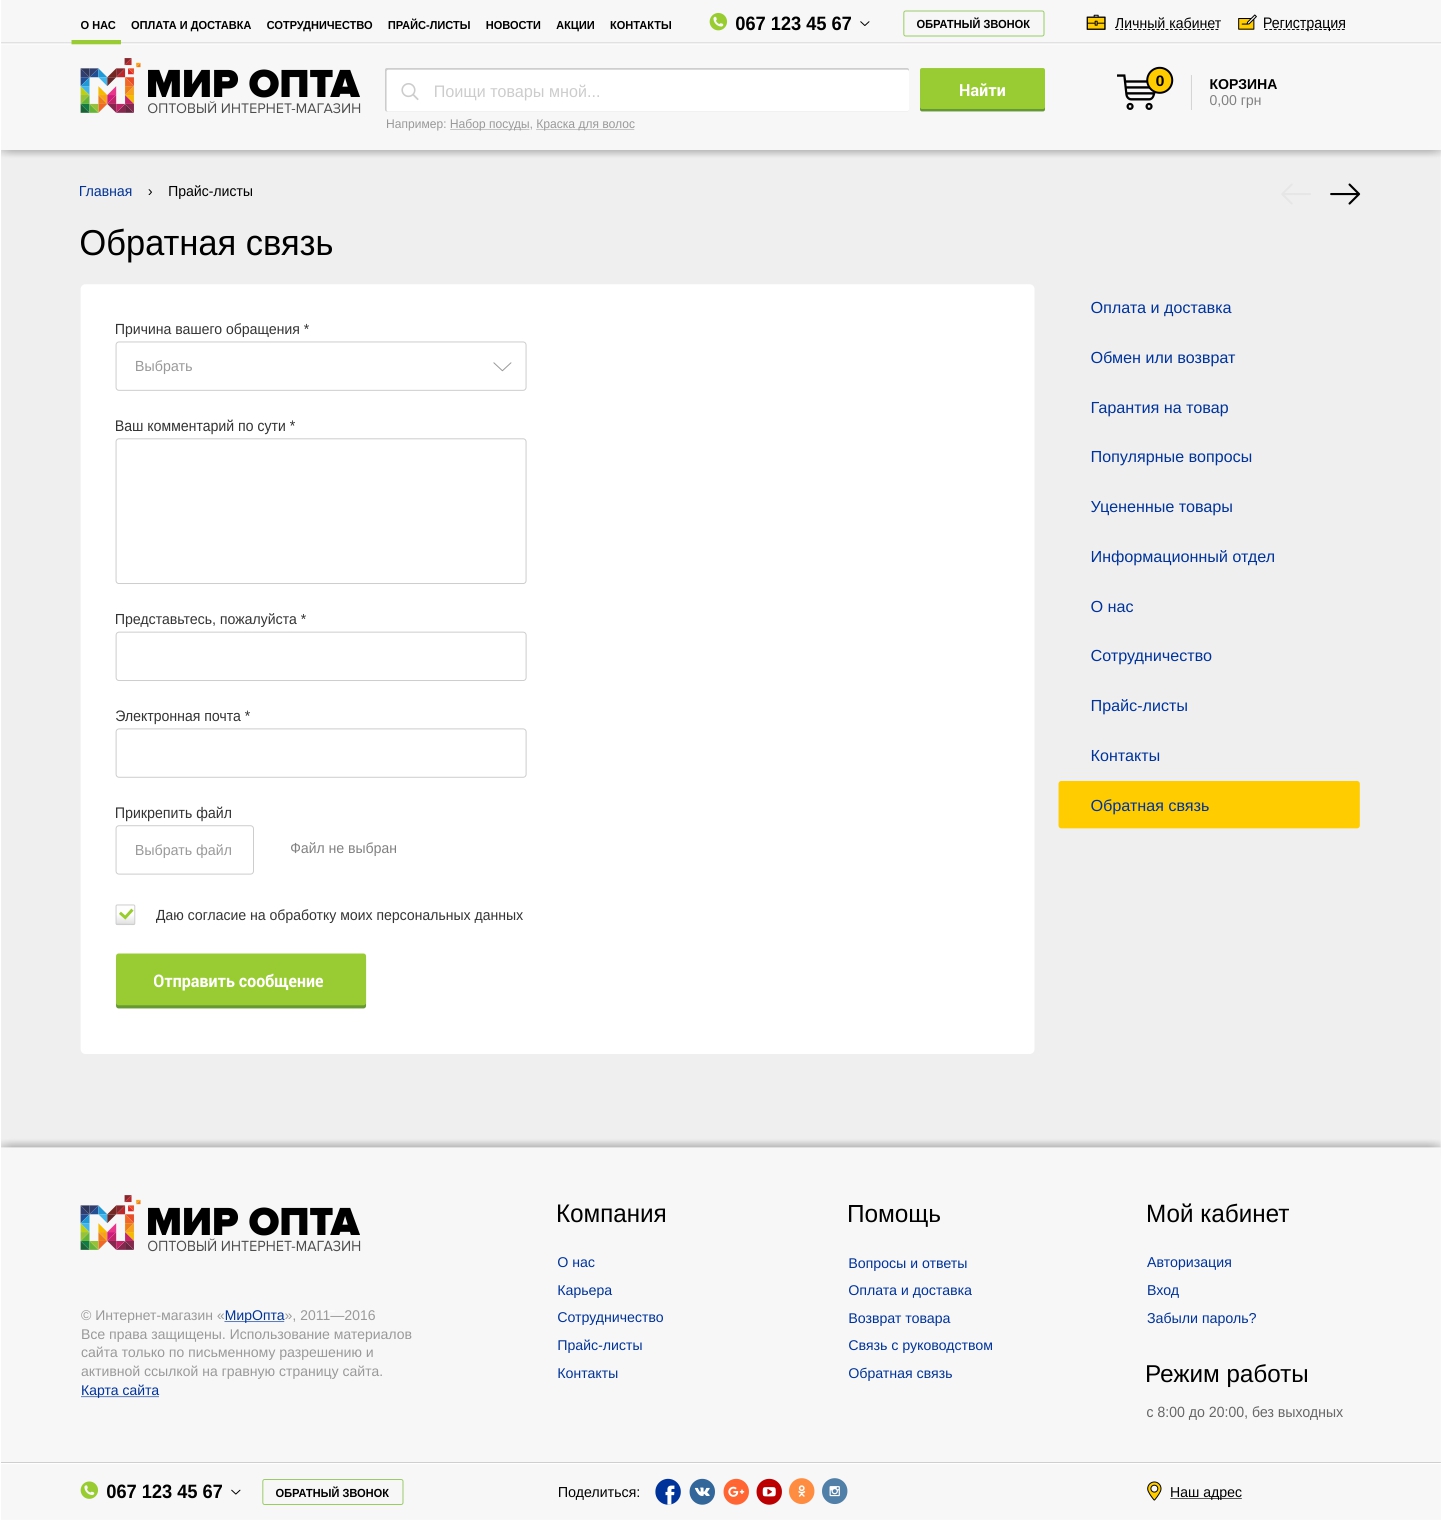 О НАС ОПЛАТА И ДОСТАВКА СОТРУДНИЧЕСТВО ПРАЙС-ЛИСТЫ НОВОСТИ АКЦИИ КОНТАКТЫ 067 123 45 67 ОБРАТНЫЙ ЗВОНОК Личный кабинет Регистрация
МИР ОПТА
ОПТОВЫЙ ИНТЕРНЕТ-МАГАЗИН
Поищи товары мной...
Найти
Например: Набор посуды, Краска для волос
0
КОРЗИНА
0,00 грн
Главная › Прайс-листы
Обратная связь
Причина вашего обращения *
Выбрать
Ваш комментарий по сути *
Представьтесь, пожалуйста *
Электронная почта *
Прикрепить файл
Выбрать файл Файл не выбран
Даю согласие на обработку моих персональных данных
Отправить сообщение
Оплата и доставка
Обмен или возврат
Гарантия на товар
Популярные вопросы
Уцененные товары
Информационный отдел
О нас
Сотрудничество
Прайс-листы
Контакты
Обратная связь
МИР ОПТА
ОПТОВЫЙ ИНТЕРНЕТ-МАГАЗИН
© Интернет-магазин «МирОпта», 2011—2016
Все права защищены. Использование материалов
сайта только по письменному разрешению и
активной ссылкой на гравную страницу сайта.
Карта сайта
Компания
О нас
Карьера
Сотрудничество
Прайс-листы
Контакты
Помощь
Вопросы и ответы
Оплата и доставка
Возврат товара
Связь с руководством
Обратная связь
Мой кабинет
Авторизация
Вход
Забыли пароль?
Режим работы
с 8:00 до 20:00, без выходных
067 123 45 67 ОБРАТНЫЙ ЗВОНОК Поделиться: Наш адрес